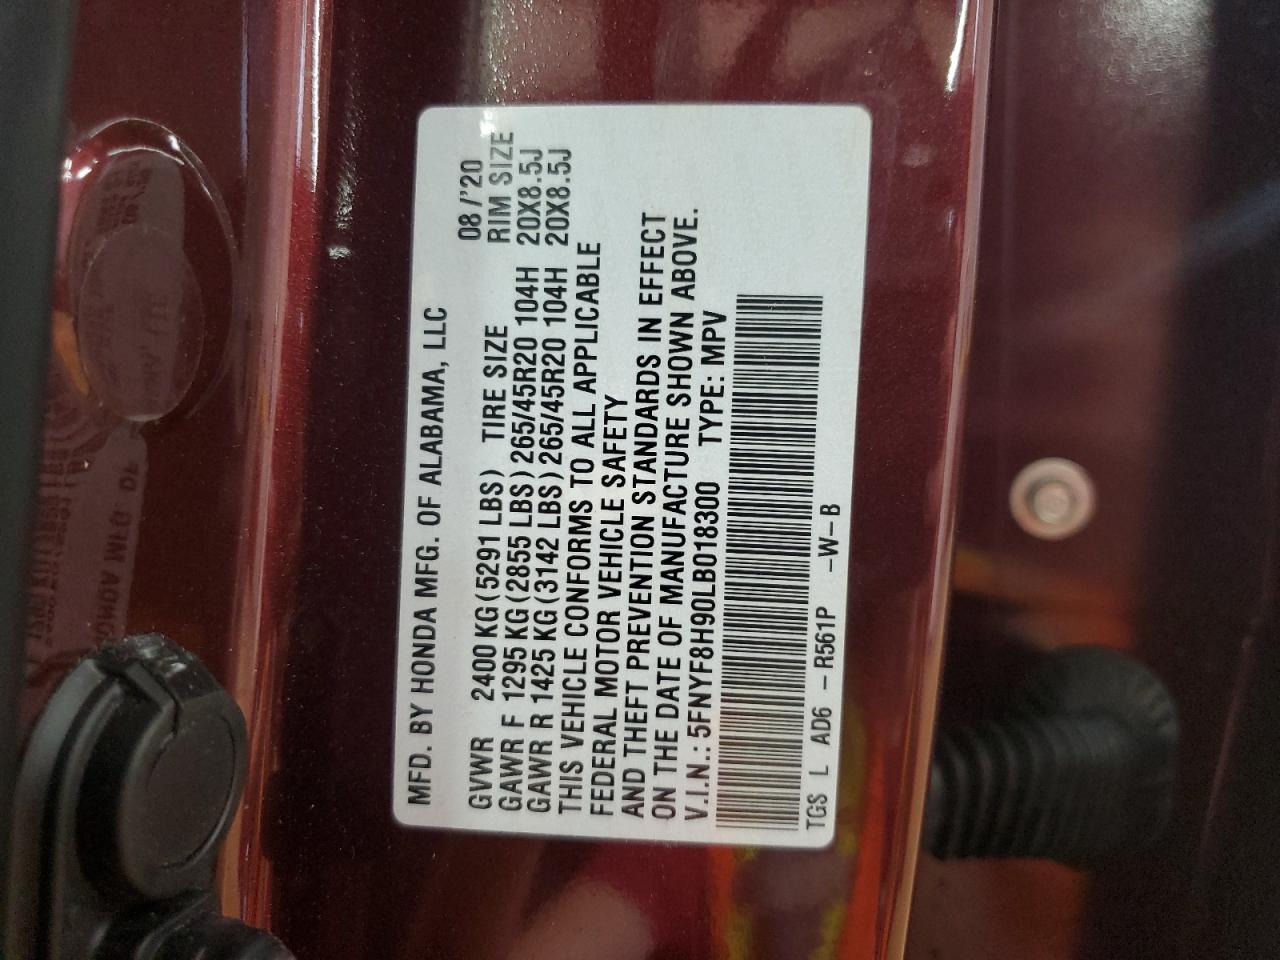 MFD. BY HONDA MFG. OF ALABAMA, LLC
08/'20
GVWR 2400 KG (5291 LBS) TIRE SIZE RIM SIZE
GAWR F 1295 KG (2855 LBS) 265/45R20 104H 20X8.5J
GAWR R 1425 KG (3142 LBS) 265/45R20 104H 20X8.5J
THIS VEHICLE CONFORMS TO ALL APPLICABLE
FEDERAL MOTOR VEHICLE SAFETY
AND THEFT PREVENTION STANDARDS IN EFFECT
ON THE DATE OF MANUFACTURE SHOWN ABOVE.
V.I.N.: 5FNYF8H90LB018300 TYPE: MPV
TGS L AD6 - R561P -W-B